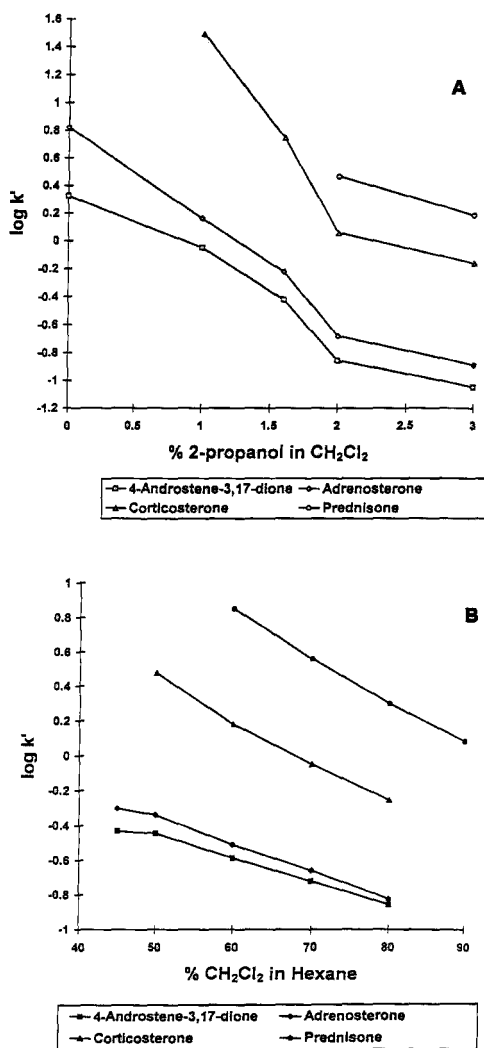 1.6
1.4
1.2
1
0.8
0.6
0.4
0.2
0
-0.2
-0.4
-0.6
-0.8
-1
-1.2
log k'
A
0 0.5 1 1.5 2 2.5 3
% 2-propanol in CH₂Cl₂
4-Androstene-3,17-dione Adrenosterone
Corticosterone Prednisone
1
0.8
0.6
0.4
0.2
0
-0.2
-0.4
-0.6
-0.8
-1
log k'
B
40 50 60 70 80 90
% CH₂Cl₂ in Hexane
4-Androstene-3,17-dione Adrenosterone
Corticosterone Prednisone